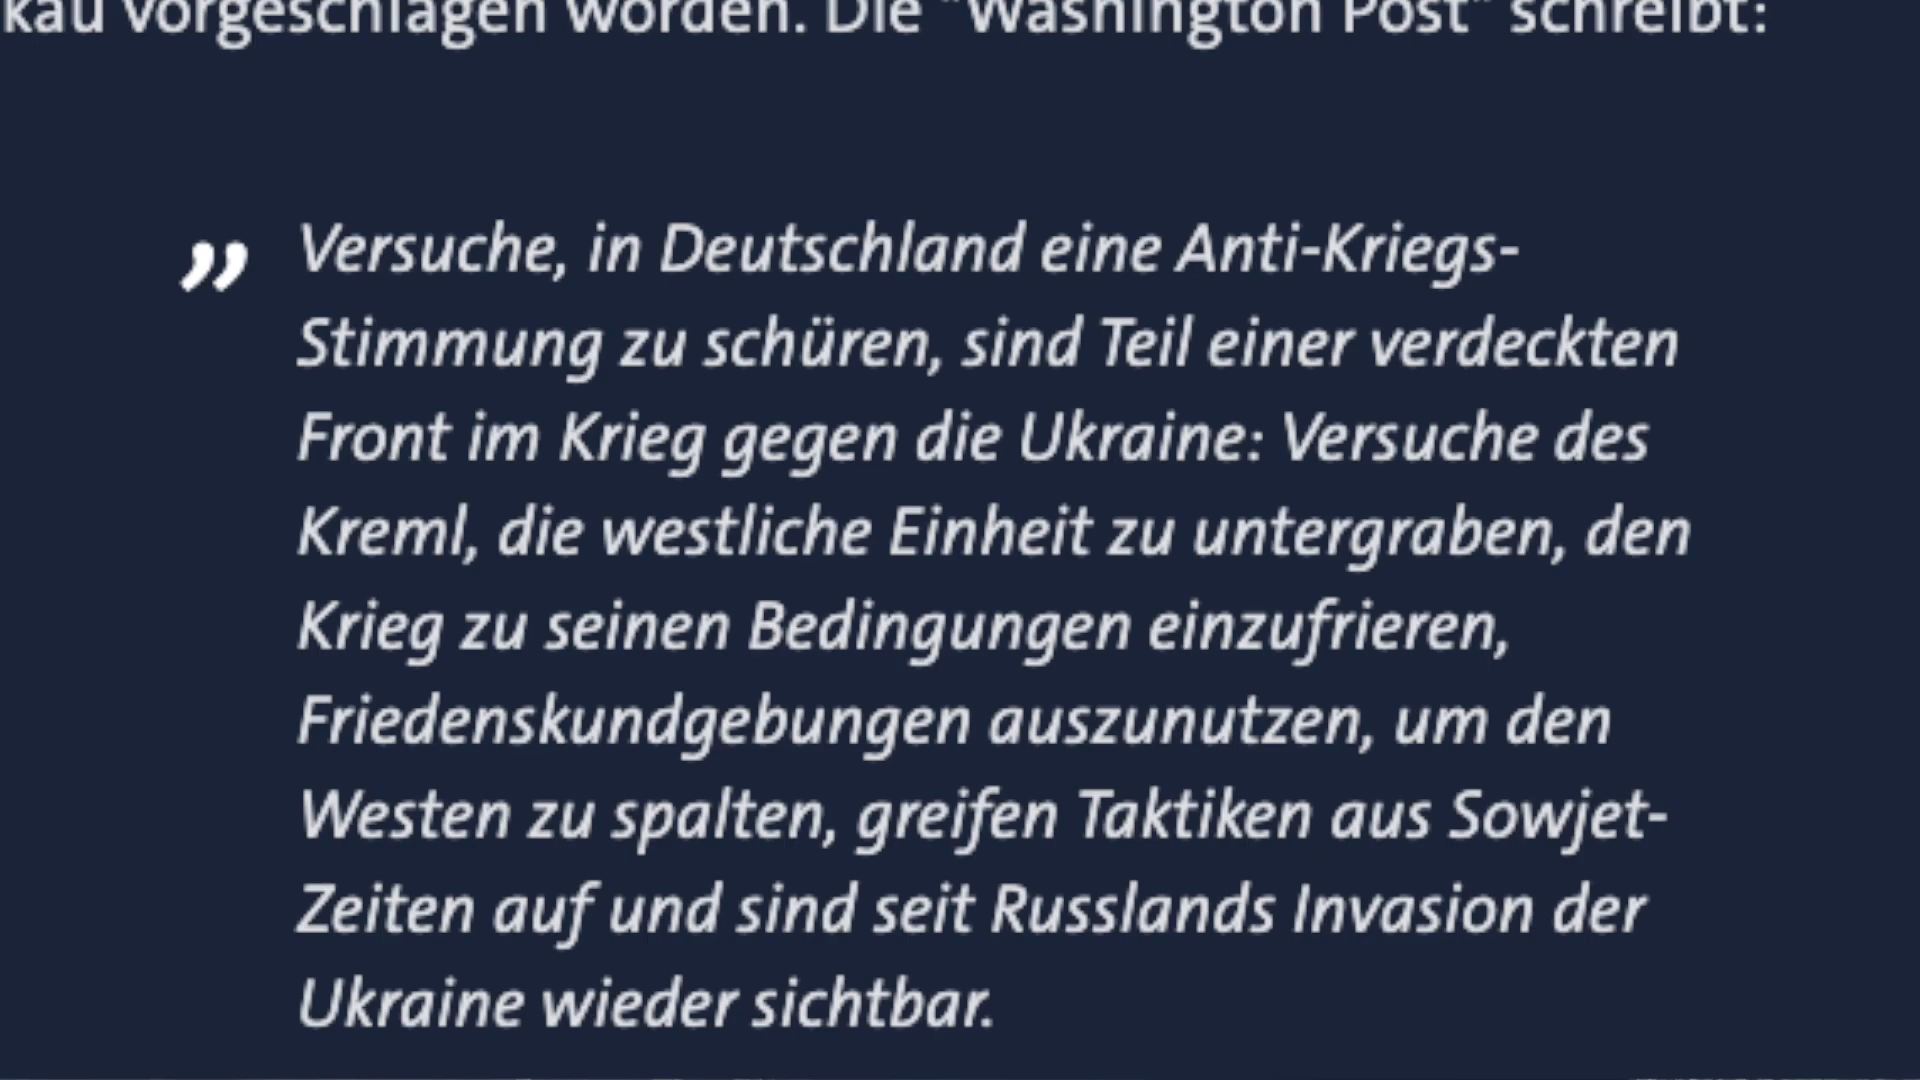 kau vorgeschlagen worden. Die "Washington Post" schreibt:
” Versuche, in Deutschland eine Anti-Kriegs-
Stimmung zu schüren, sind Teil einer verdeckten
Front im Krieg gegen die Ukraine: Versuche des
Kreml, die westliche Einheit zu untergraben, den
Krieg zu seinen Bedingungen einzufrieren,
Friedenskundgebungen auszunutzen, um den
Westen zu spalten, greifen Taktiken aus Sowjet-
Zeiten auf und sind seit Russlands Invasion der
Ukraine wieder sichtbar.